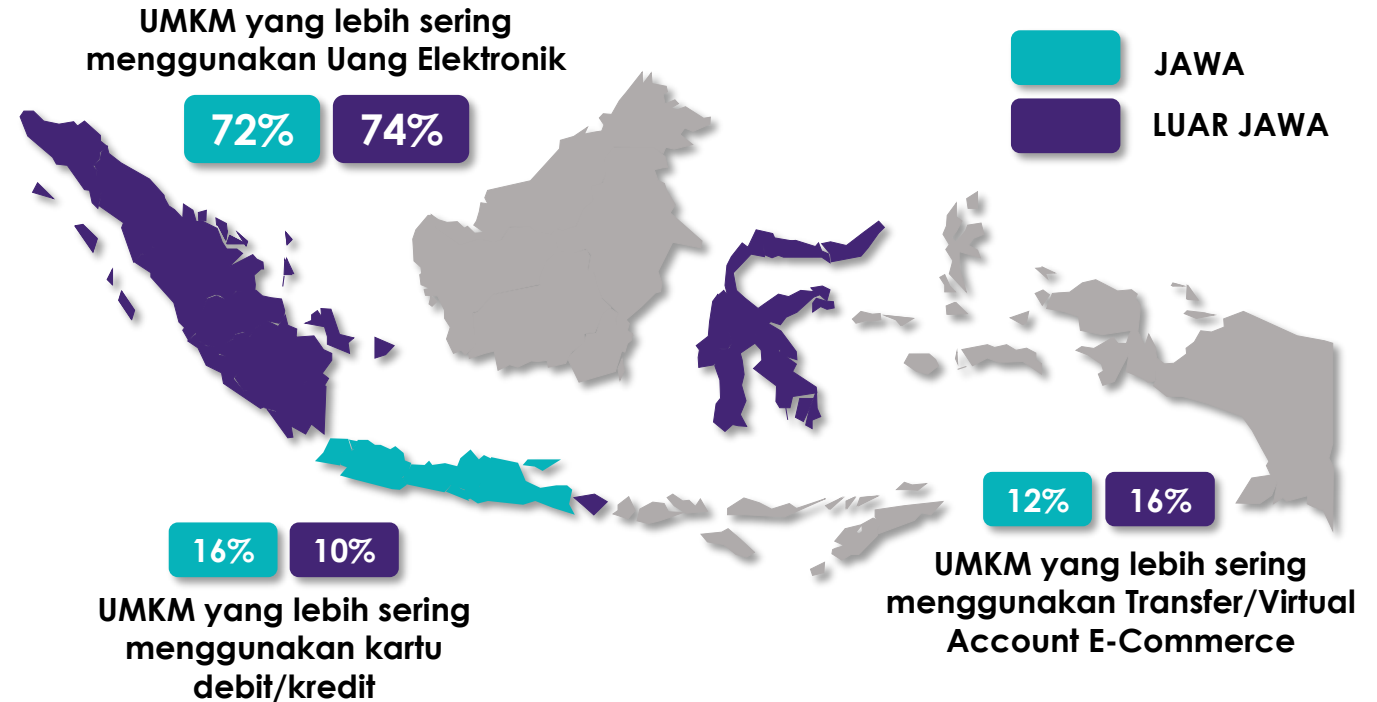 UMKM yang lebih sering
menggunakan Uang Elektronik
72% 74%
JAWA
LUAR JAWA
16% 10%
UMKM yang lebih sering
menggunakan kartu
debit/kredit
12% 16%
UMKM yang lebih sering
menggunakan Transfer/Virtual
Account E-Commerce